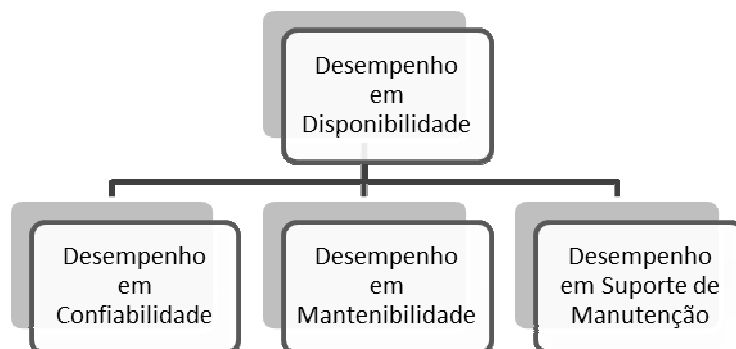 Desempenho
em
Disponibilidade
Desempenho
em
Confiabilidade
Desempenho
em
Mantenibilidade
Desempenho
em Suporte de
Manutenção